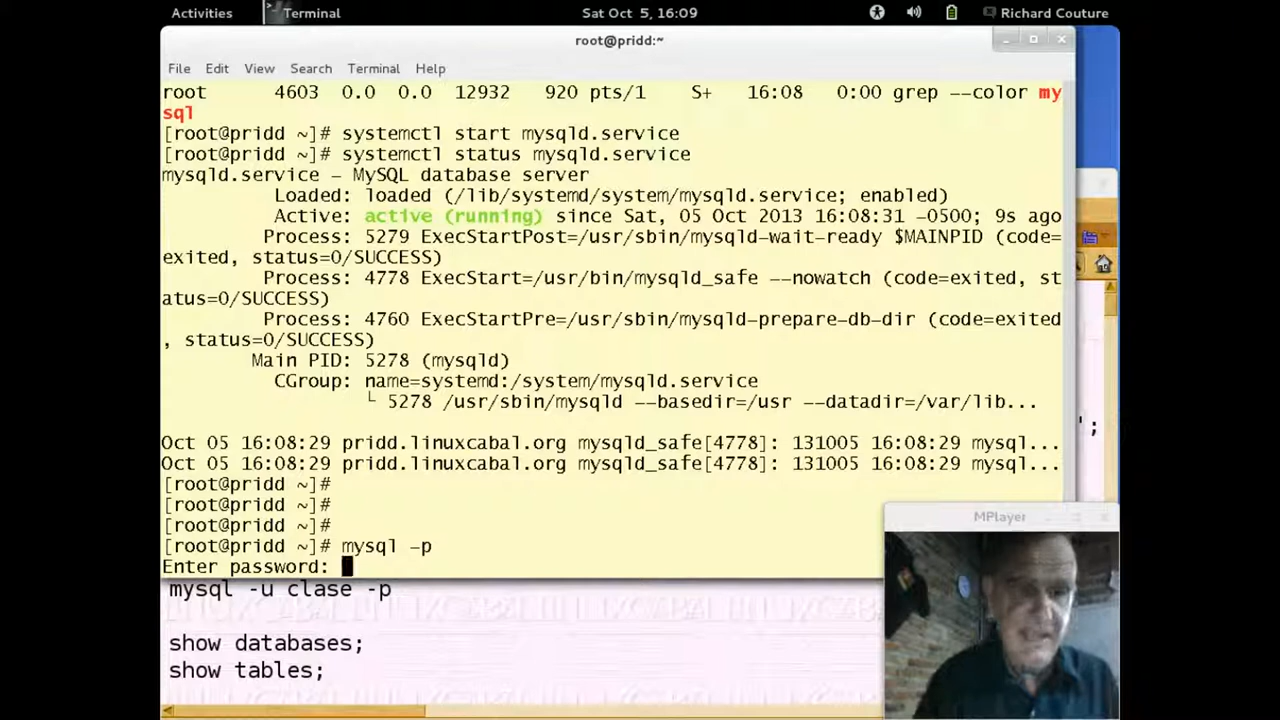 Activities Terminal Sat Oct 5, 16:09 Richard Couture
root@pridd:~
File Edit View Search Terminal Help
root 4603 0.0 0.0 12932 920 pts/1 S+ 16:08 0:00 grep --color my
sql
[root@pridd ~]# systemctl start mysqld.service
[root@pridd ~]# systemctl status mysqld.service
mysqld.service - MySQL database server
Loaded: loaded (/lib/systemd/system/mysqld.service; enabled)
Active: active (running) since Sat, 05 Oct 2013 16:08:31 -0500; 9s ago
Process: 5279 ExecStartPost=/usr/sbin/mysqld-wait-ready $MAINPID (code=
exited, status=0/SUCCESS)
Process: 4778 ExecStart=/usr/bin/mysqld_safe --nowatch (code=exited, st
atus=0/SUCCESS)
Process: 4760 ExecStartPre=/usr/sbin/mysqld-prepare-db-dir (code=exited
, status=0/SUCCESS)
Main PID: 5278 (mysqld)
CGroup: name=systemd:/system/mysqld.service
└ 5278 /usr/sbin/mysqld --basedir=/usr --datadir=/var/lib...
';
Oct 05 16:08:29 pridd.linuxcabal.org mysqld_safe[4778]: 131005 16:08:29 mysql...
Oct 05 16:08:29 pridd.linuxcabal.org mysqld_safe[4778]: 131005 16:08:29 mysql...
[root@pridd ~]#
[root@pridd ~]#
[root@pridd ~]#
MPlayer
[root@pridd ~]# mysql -p
Enter password:
mysql -u clase -p
show databases;
show tables;